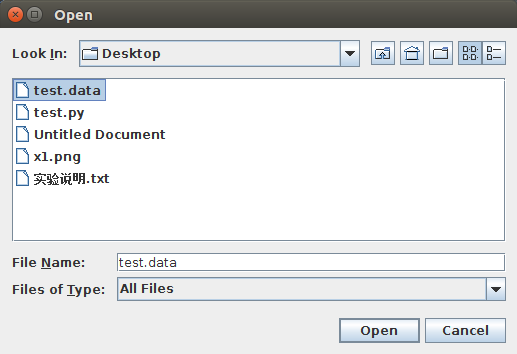 Open
Look In: Desktop
test.data
test.py
Untitled Document
x1.png
实验说明.txt
File Name: test.data
Files of Type: All Files
Open Cancel